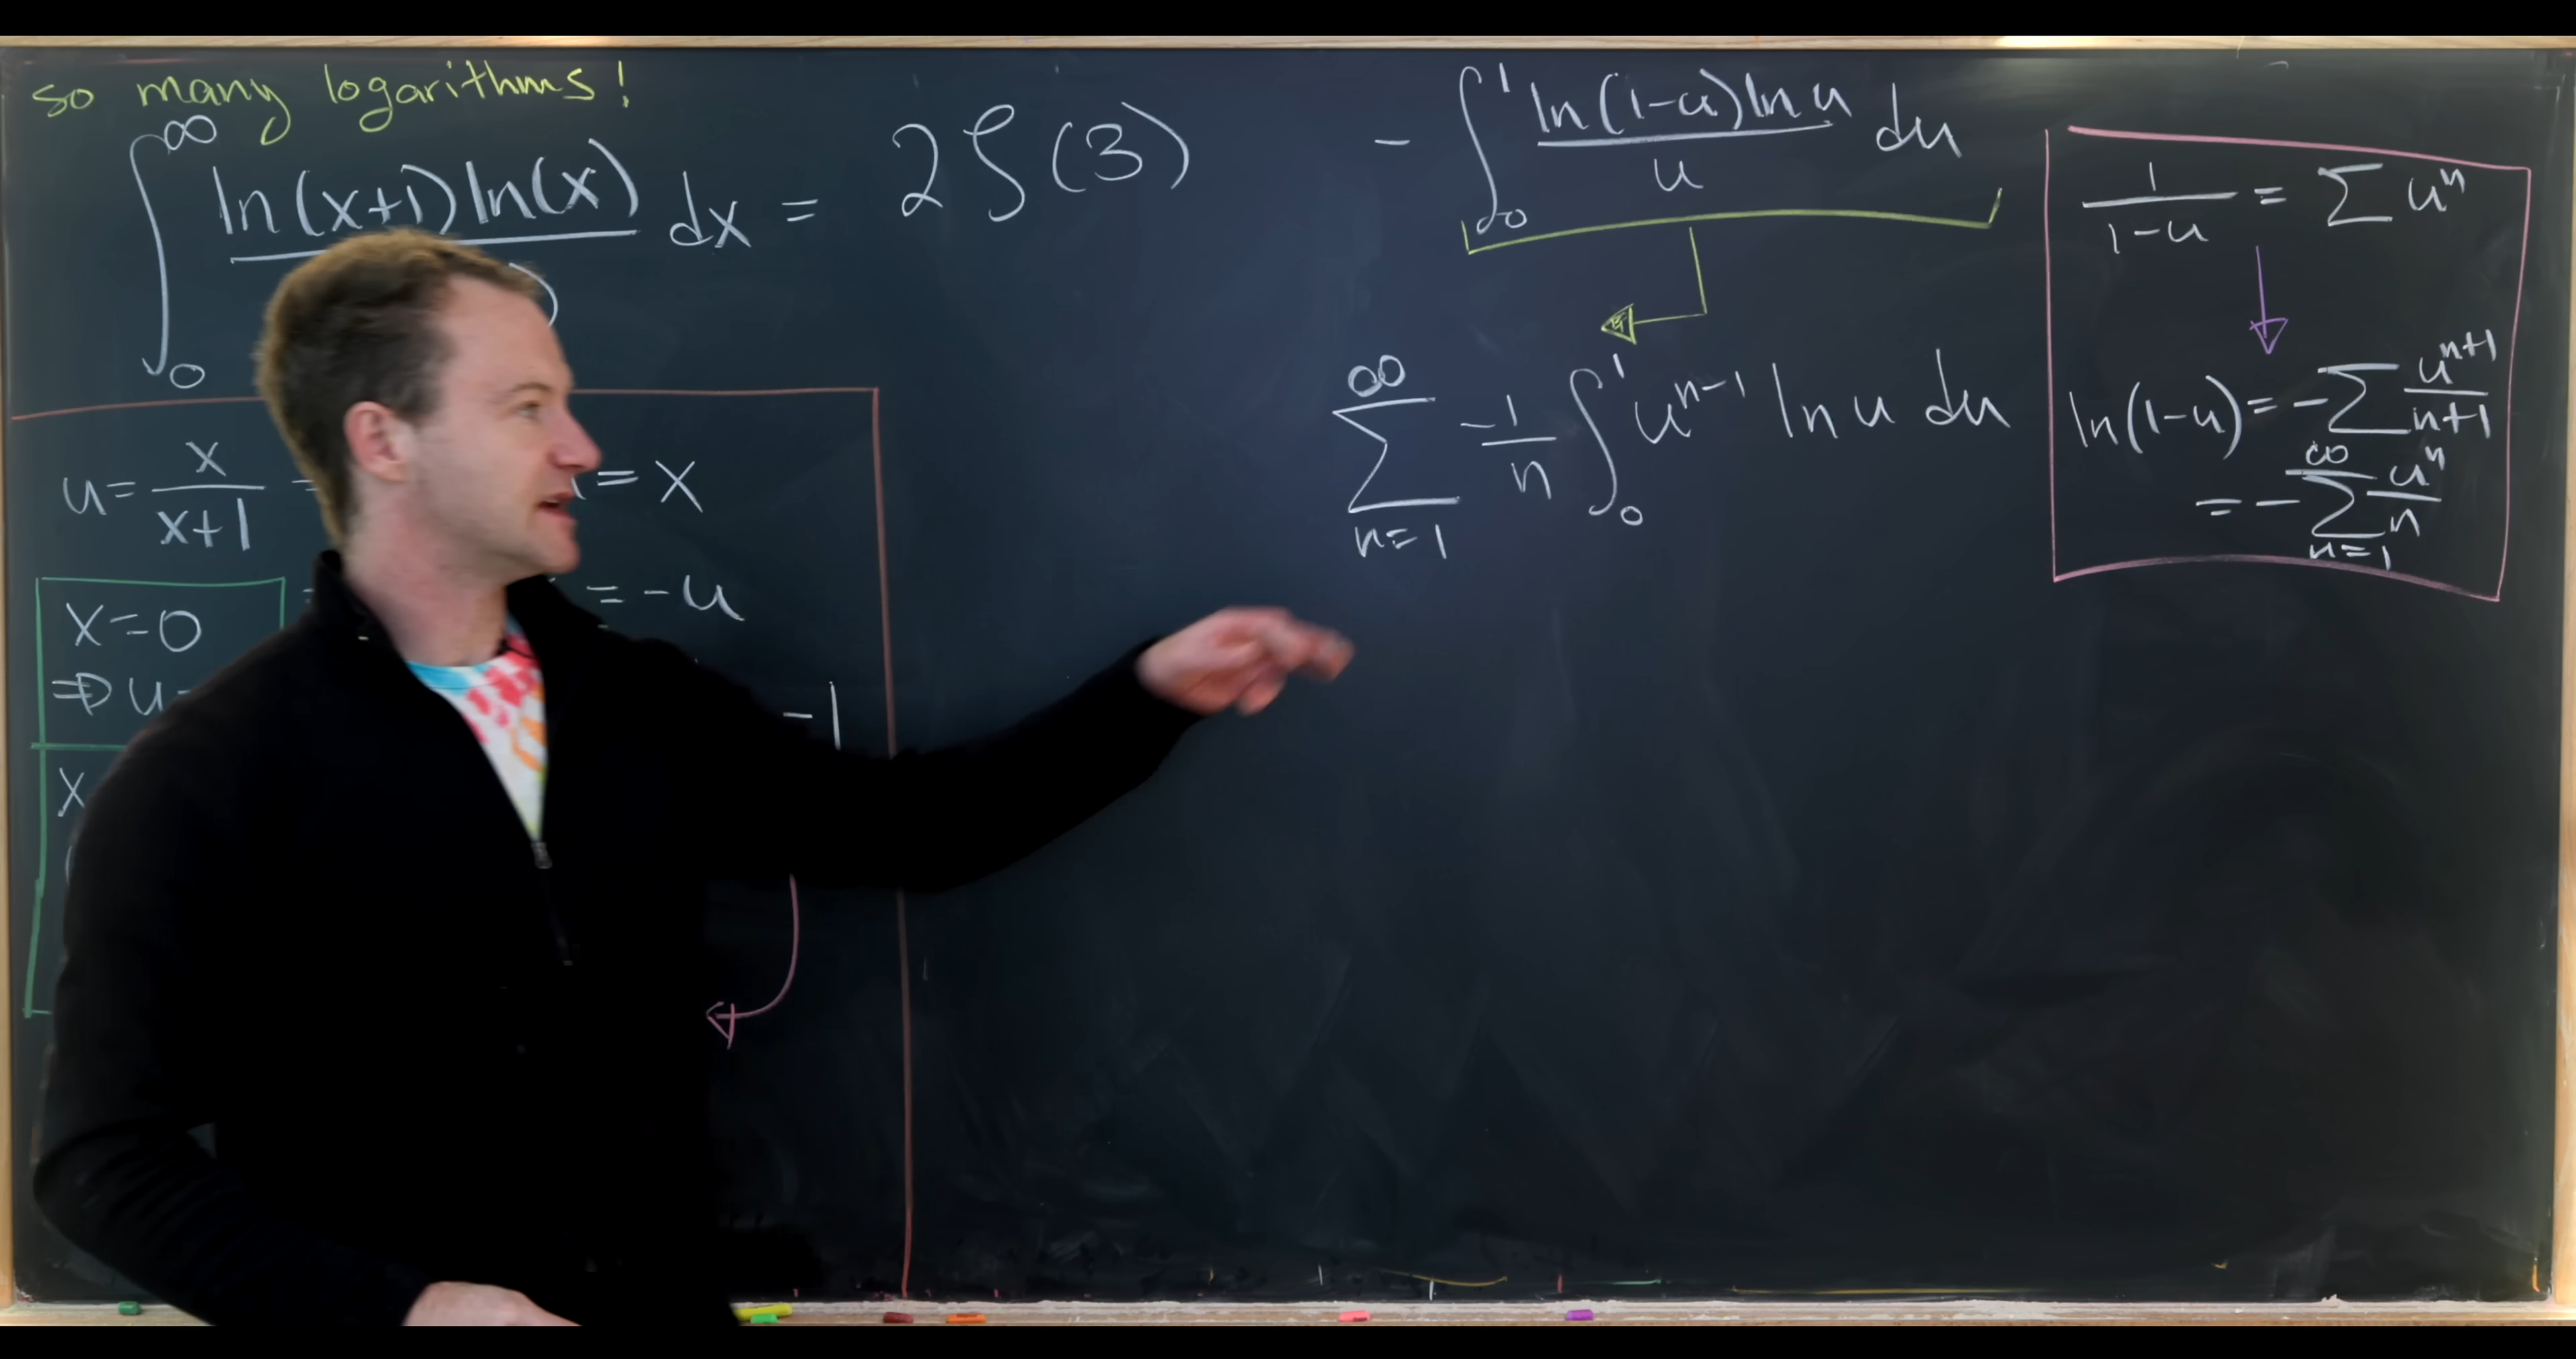 so many logarithms!
∫₀^∞ ln(x+1)ln(x) dx = 2ζ(3)
u = x/(x+1)
= x
= -u
x=0
⇒ u
-1
x
- ∫₀¹ ln(1-u)ln u / u du
∑_{n=1}^∞ -1/n ∫₀¹ u^{n-1} ln u du
1/(1-u) = ∑ u^n
ln(1-u) = -∑ u^{n+1}/(n+1)
= -∑_{n=1}^∞ u^n/n